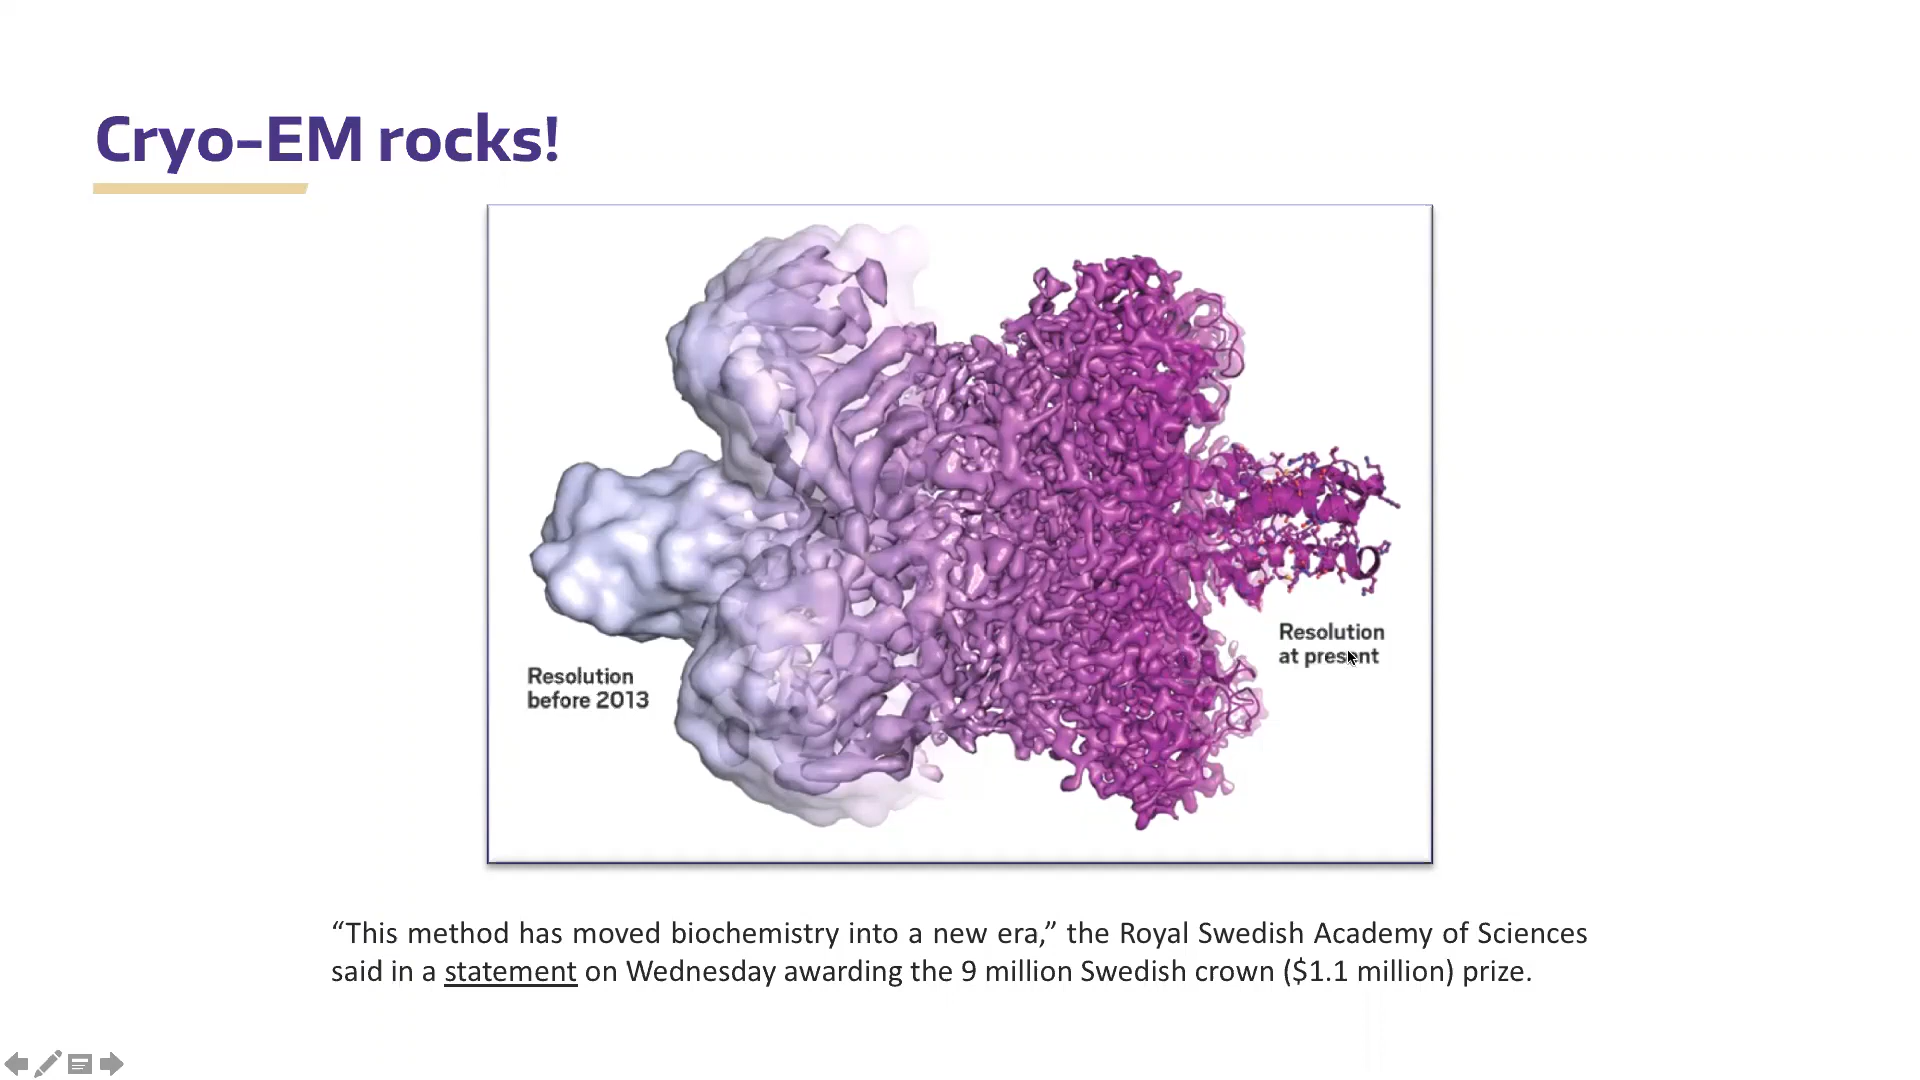 Cryo-EM rocks!
Resolution
before 2013
Resolution
at present
“This method has moved biochemistry into a new era,” the Royal Swedish Academy of Sciences
said in a statement on Wednesday awarding the 9 million Swedish crown ($1.1 million) prize.